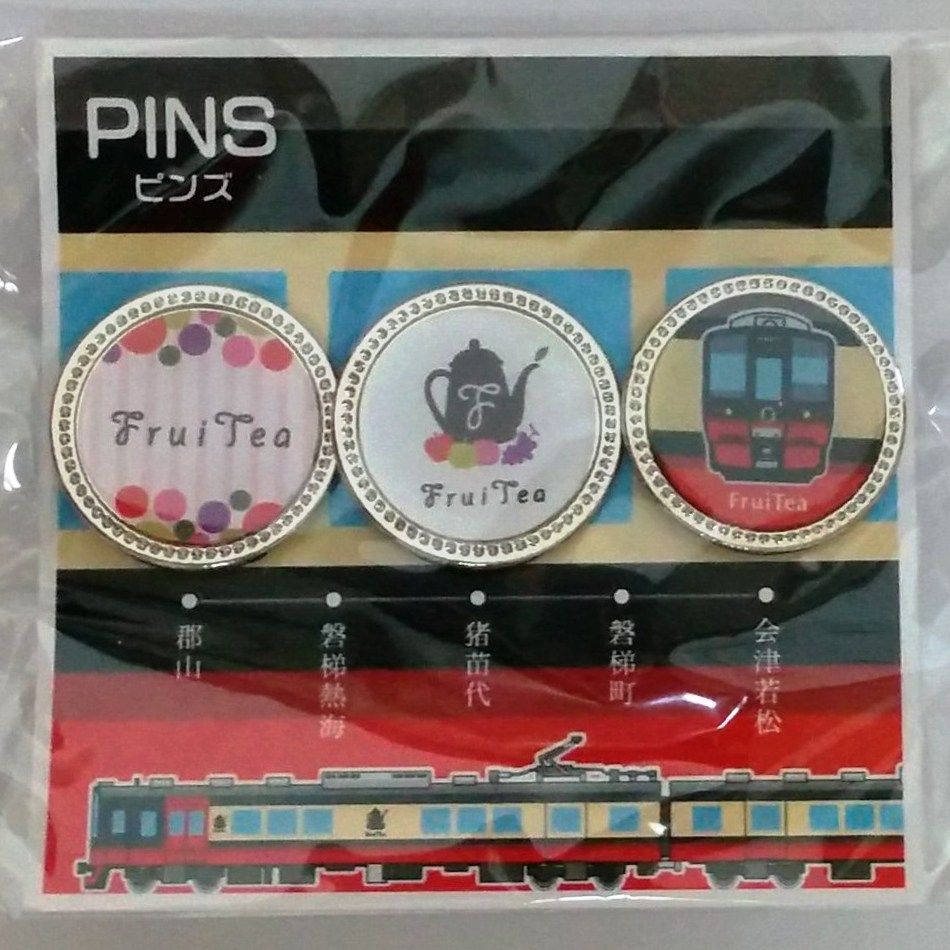 PINS
ピンズ
FruiTea
F
FruiTea
FruiTea
郡山
磐梯熱海
猪苗代
磐梯町
会津若松